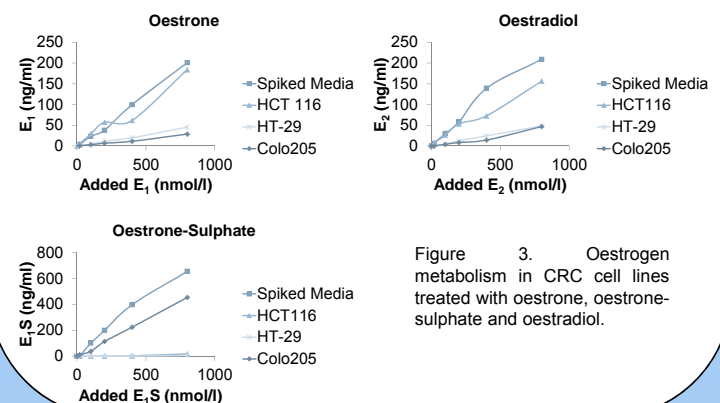 Oestrone
250
200
150
100
50
0
E₁ (ng/ml)
0 500 1000
Added E₁ (nmol/l)
Spiked Media
HCT 116
HT-29
Colo205
Oestradiol
250
200
150
100
50
0
E₂ (ng/ml)
0 500 1000
Added E₂ (nmol/l)
Spiked Media
HCT116
HT-29
Colo205
Oestrone-Sulphate
800
600
400
200
0
E₁S (ng/ml)
0 500 1000
Added E₁S (nmol/l)
Spiked Media
HCT116
HT-29
Colo205
Figure 3. Oestrogen
metabolism in CRC cell lines
treated with oestrone, oestrone-
sulphate and oestradiol.